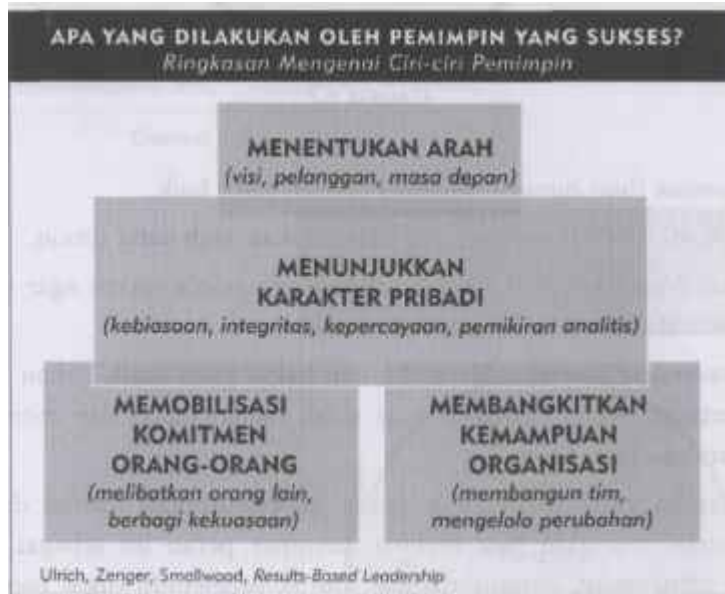 APA YANG DILAKUKAN OLEH PEMIMPIN YANG SUKSES?
Ringkasan Mengenai Ciri-ciri Pemimpin
MENENTUKAN ARAH
(visi, pelanggan, masa depan)
MENUNJUKKAN
KARAKTER PRIBADI
(kebiasaan, integritas, kepercayaan, pemikiran analitis)
MEMOBILISASI
KOMITMEN
ORANG-ORANG
(melibatkan orang lain,
berbagi kekuasaan)
MEMBANGKITKAN
KEMAMPUAN
ORGANISASI
(membangun tim,
mengelola perubahan)
Ulrich, Zenger, Smallwood, Results-Based Leadership